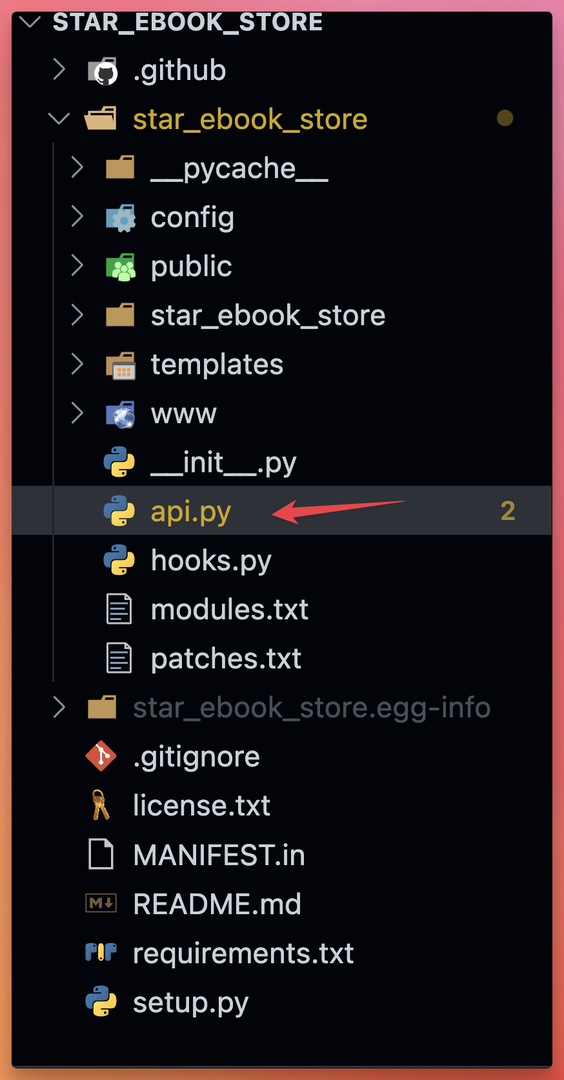 STAR_EBOOK_STORE
.github
star_ebook_store
__pycache__
config
public
star_ebook_store
templates
www
__init__.py
api.py 2
hooks.py
modules.txt
patches.txt
star_ebook_store.egg-info
.gitignore
license.txt
MANIFEST.in
M↓ README.md
requirements.txt
setup.py